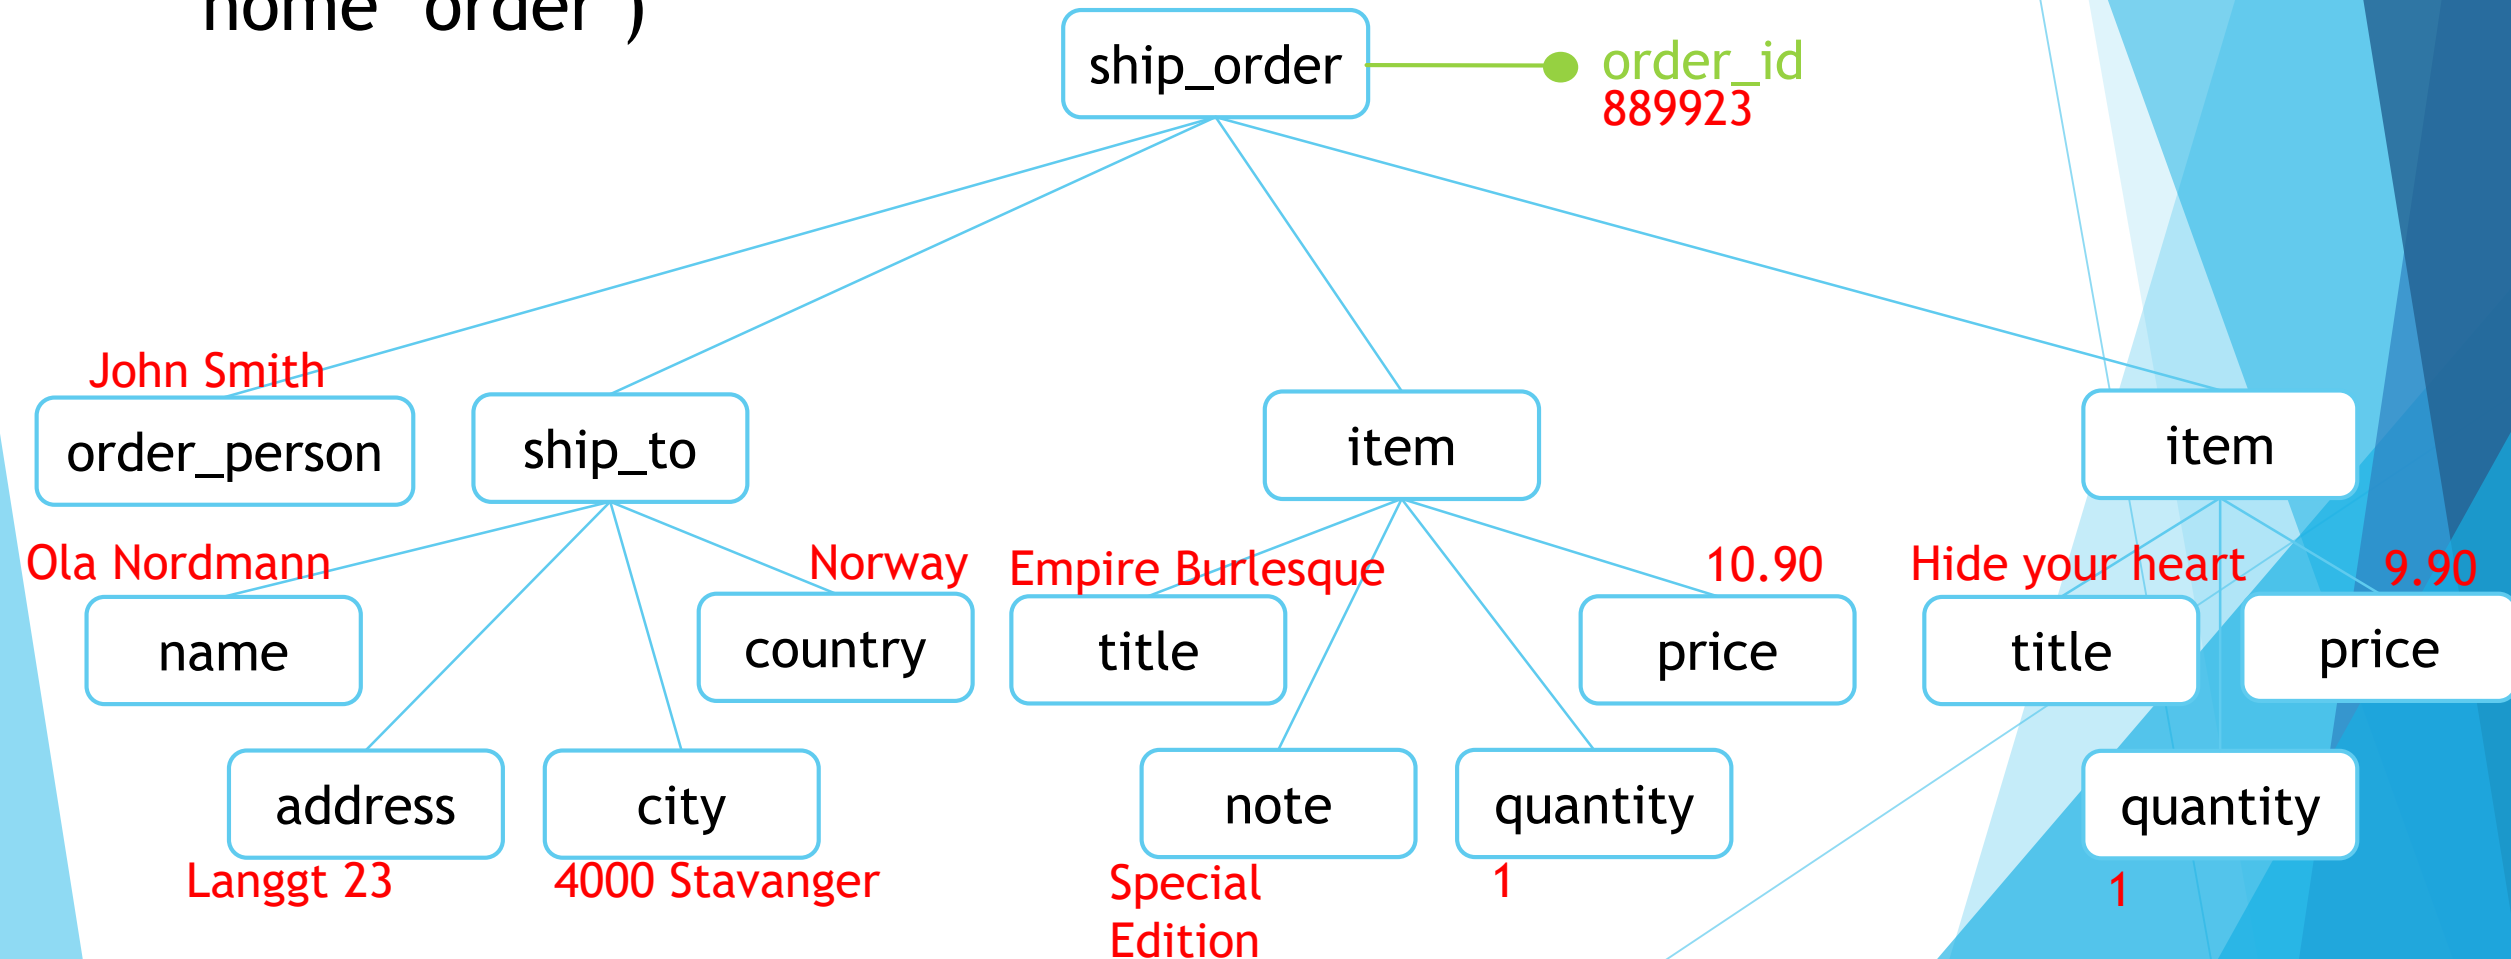 home order )
ship_order
order_id
889923
John Smith
order_person
ship_to
item
item
Ola Nordmann
Norway
Empire Burlesque
10.90
Hide your heart
9.90
name
country
title
price
title
price
address
city
note
quantity
quantity
Langgt 23
4000 Stavanger
Special
Edition
1
1